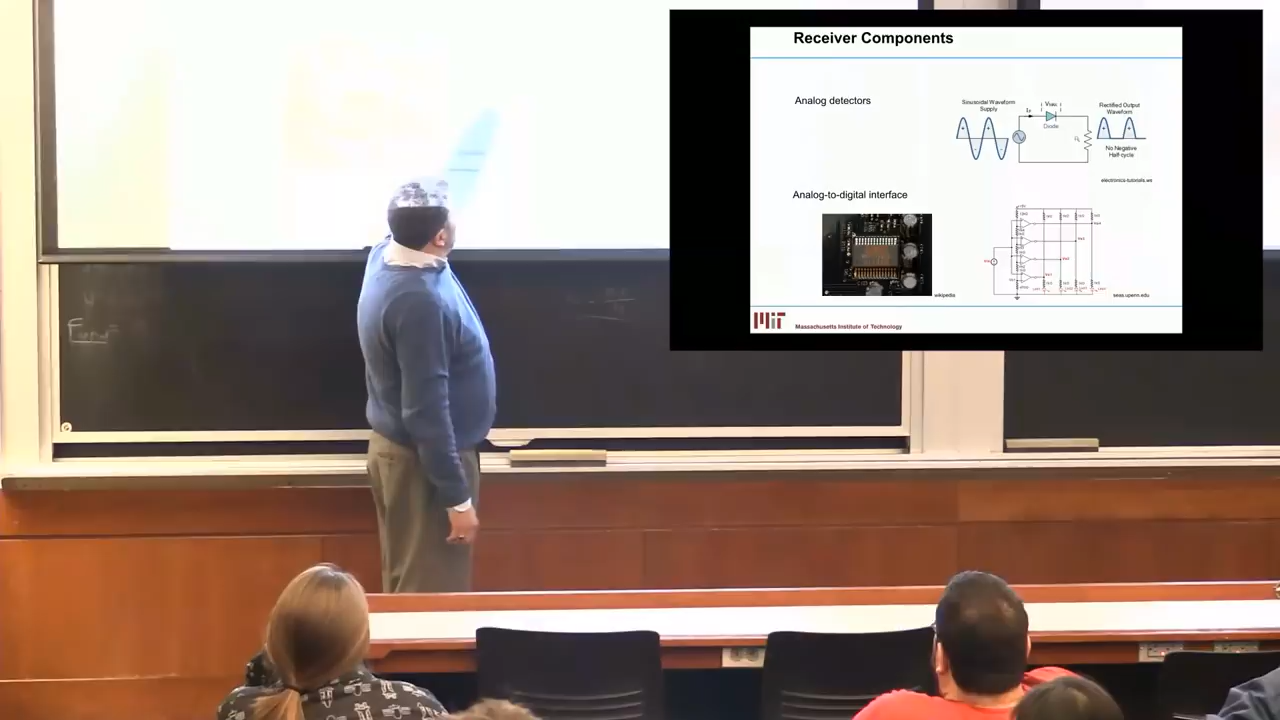 Receiver Components
Analog detectors
Sinusoidal Waveform
Supply
Diode
Rectified Output
Waveform
No Negative
Half-cycle
electronics-tutorials.ws
Analog-to-digital interface
wikipedia
seas.upenn.edu
MIT
Massachusetts Institute of Technology